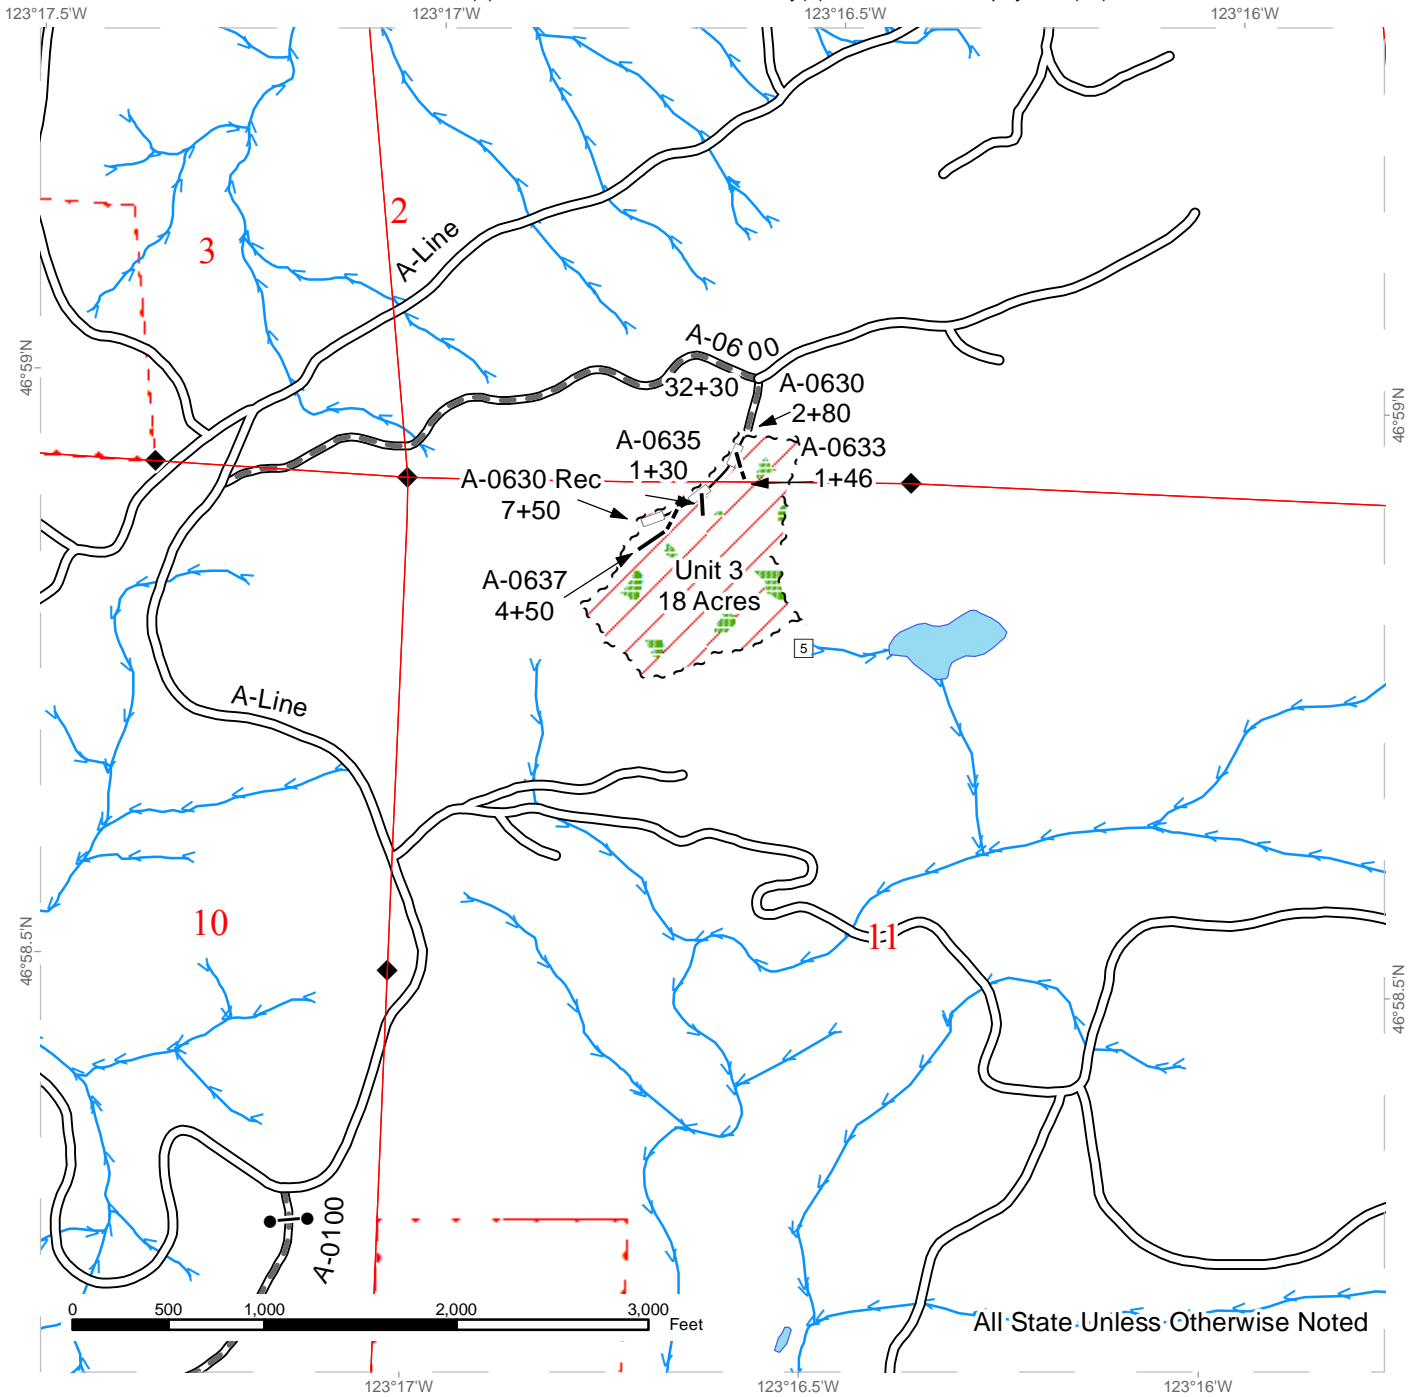 123°17.5'W
123°17'W
123°16.5'W
123°16'W
2
3
A-Line
46°59'N
46°59'N
A-0600
32+30
A-0630
2+80
A-0635
1+30
A-0633
1+46
A-0630 Rec
7+50
A-0637
4+50
Unit 3
18 Acres
5
A-Line
10
11
46°58.5'N
46°58.5'N
A-0100
0
500
1,000
2,000
3,000
Feet
All State Unless Otherwise Noted
123°17'W
123°16.5'W
123°16'W